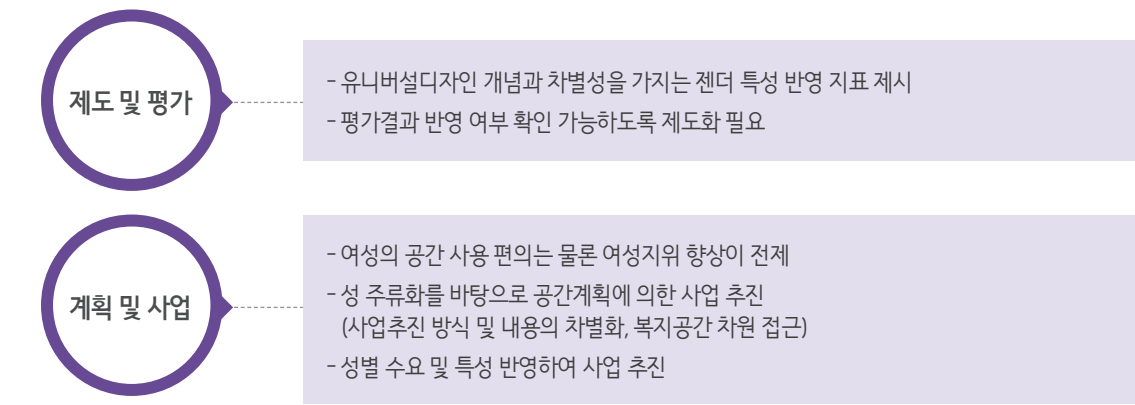 제도 및 평가
- 유니버설디자인 개념과 차별성을 가지는 젠더 특성 반영 지표 제시
- 평가결과 반영 여부 확인 가능하도록 제도화 필요
계획 및 사업
- 여성의 공간 사용 편의는 물론 여성지위 향상이 전제
- 성 주류화를 바탕으로 공간계획에 의한 사업 추진
(사업추진 방식 및 내용의 차별화, 복지공간 차원 접근)
- 성별 수요 및 특성 반영하여 사업 추진